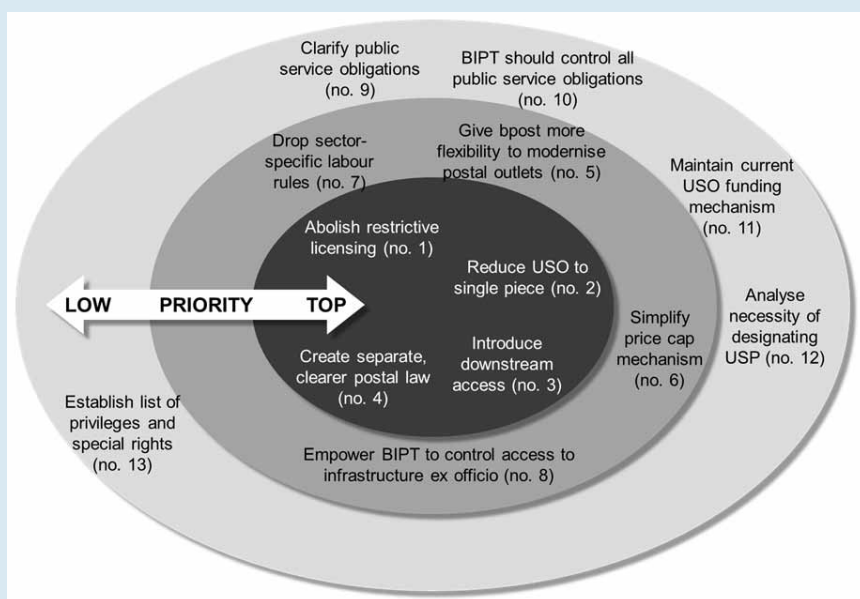 Clarify public
service obligations
(no. 9)
BIPT should control all
public service obligations
(no. 10)
Drop sector-
specific labour
rules (no. 7)
Give bpost more
flexibility to modernise
postal outlets (no. 5)
Maintain current
USO funding
mechanism
(no. 11)
Abolish restrictive
licensing (no. 1)
Reduce USO to
single piece (no. 2)
LOW PRIORITY TOP
Analyse
necessity of
designating
USP (no. 12)
Simplify
price cap
mechanism
(no. 6)
Create separate,
clearer postal law
(no. 4)
Introduce
downstream
access (no. 3)
Establish list of
privileges and
special rights
(no. 13)
Empower BIPT to control access to
infrastructure ex officio (no. 8)